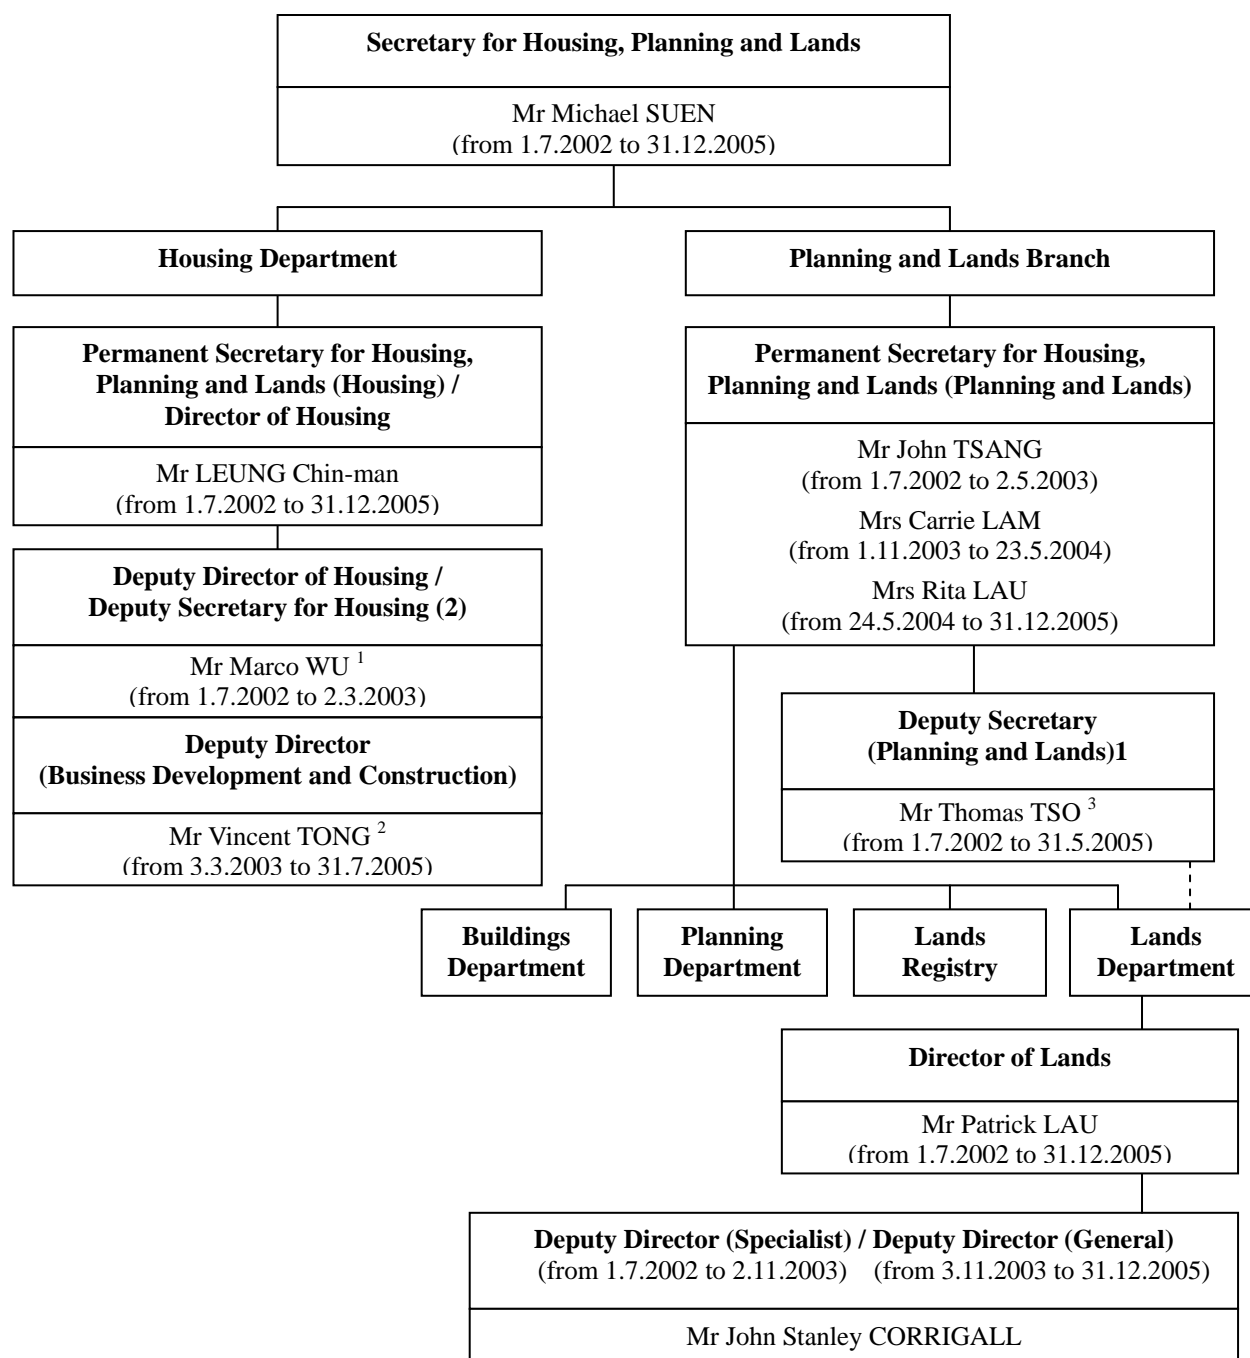 Secretary for Housing, Planning and Lands
Mr Michael SUEN
(from 1.7.2002 to 31.12.2005)
Housing Department
Permanent Secretary for Housing,
Planning and Lands (Housing) /
Director of Housing
Mr LEUNG Chin-man
(from 1.7.2002 to 31.12.2005)
Deputy Director of Housing /
Deputy Secretary for Housing (2)
Mr Marco WU 1
(from 1.7.2002 to 2.3.2003)
Deputy Director
(Business Development and Construction)
Mr Vincent TONG 2
(from 3.3.2003 to 31.7.2005)
Planning and Lands Branch
Permanent Secretary for Housing,
Planning and Lands (Planning and Lands)
Mr John TSANG
(from 1.7.2002 to 2.5.2003)
Mrs Carrie LAM
(from 1.11.2003 to 23.5.2004)
Mrs Rita LAU
(from 24.5.2004 to 31.12.2005)
Deputy Secretary
(Planning and Lands)1
Mr Thomas TSO 3
(from 1.7.2002 to 31.5.2005)
Buildings
Department
Planning
Department
Lands
Registry
Lands
Department
Director of Lands
Mr Patrick LAU
(from 1.7.2002 to 31.12.2005)
Deputy Director (Specialist) / Deputy Director (General)
(from 1.7.2002 to 2.11.2003) (from 3.11.2003 to 31.12.2005)
Mr John Stanley CORRIGALL